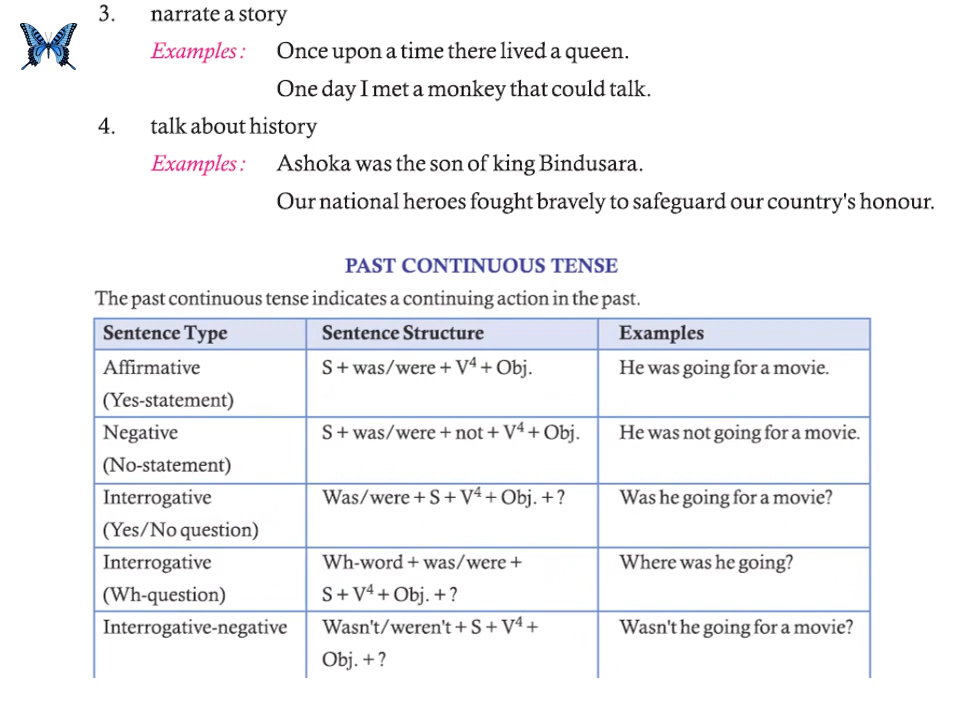 3. narrate a story
Examples : Once upon a time there lived a queen.
One day I met a monkey that could talk.
4. talk about history
Examples : Ashoka was the son of king Bindusara.
Our national heroes fought bravely to safeguard our country's honour.
PAST CONTINUOUS TENSE
The past continuous tense indicates a continuing action in the past.
Sentence Type Sentence Structure Examples
Affirmative S + was/were + V⁴ + Obj. He was going for a movie.
(Yes-statement)
Negative S + was/were + not + V⁴ + Obj. He was not going for a movie.
(No-statement)
Interrogative Was/were + S + V⁴ + Obj. + ? Was he going for a movie?
(Yes/No question)
Interrogative Wh-word + was/were + Where was he going?
(Wh-question) S + V⁴ + Obj. + ?
Interrogative-negative Wasn't/weren't + S + V⁴ + Wasn't he going for a movie?
Obj. + ?